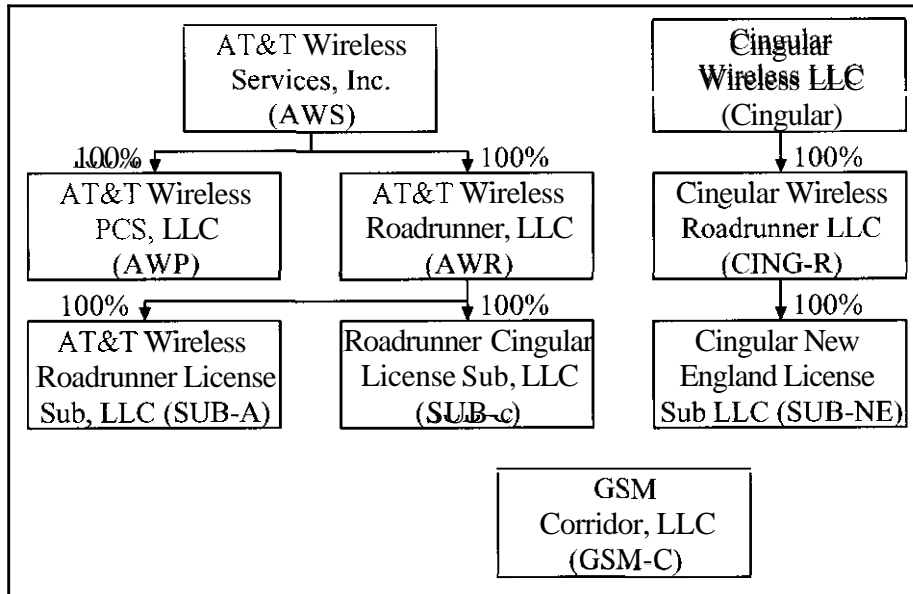 AT&T Wireless
Services, Inc.
(AWS)
Cingular
Wireless LLC
(Cingular)
100%
100%
100%
AT&T Wireless
PCS, LLC
(AWP)
AT&T Wireless
Roadrunner, LLC
(AWR)
Cingular Wireless
Roadrunner LLC
(CING-R)
100%
100%
100%
AT&T Wireless
Roadrunner License
Sub, LLC (SUB-A)
Roadrunner Cingular
License Sub, LLC
(SUB-c)
Cingular New
England License
Sub LLC (SUB-NE)
GSM
Corridor, LLC
(GSM-C)